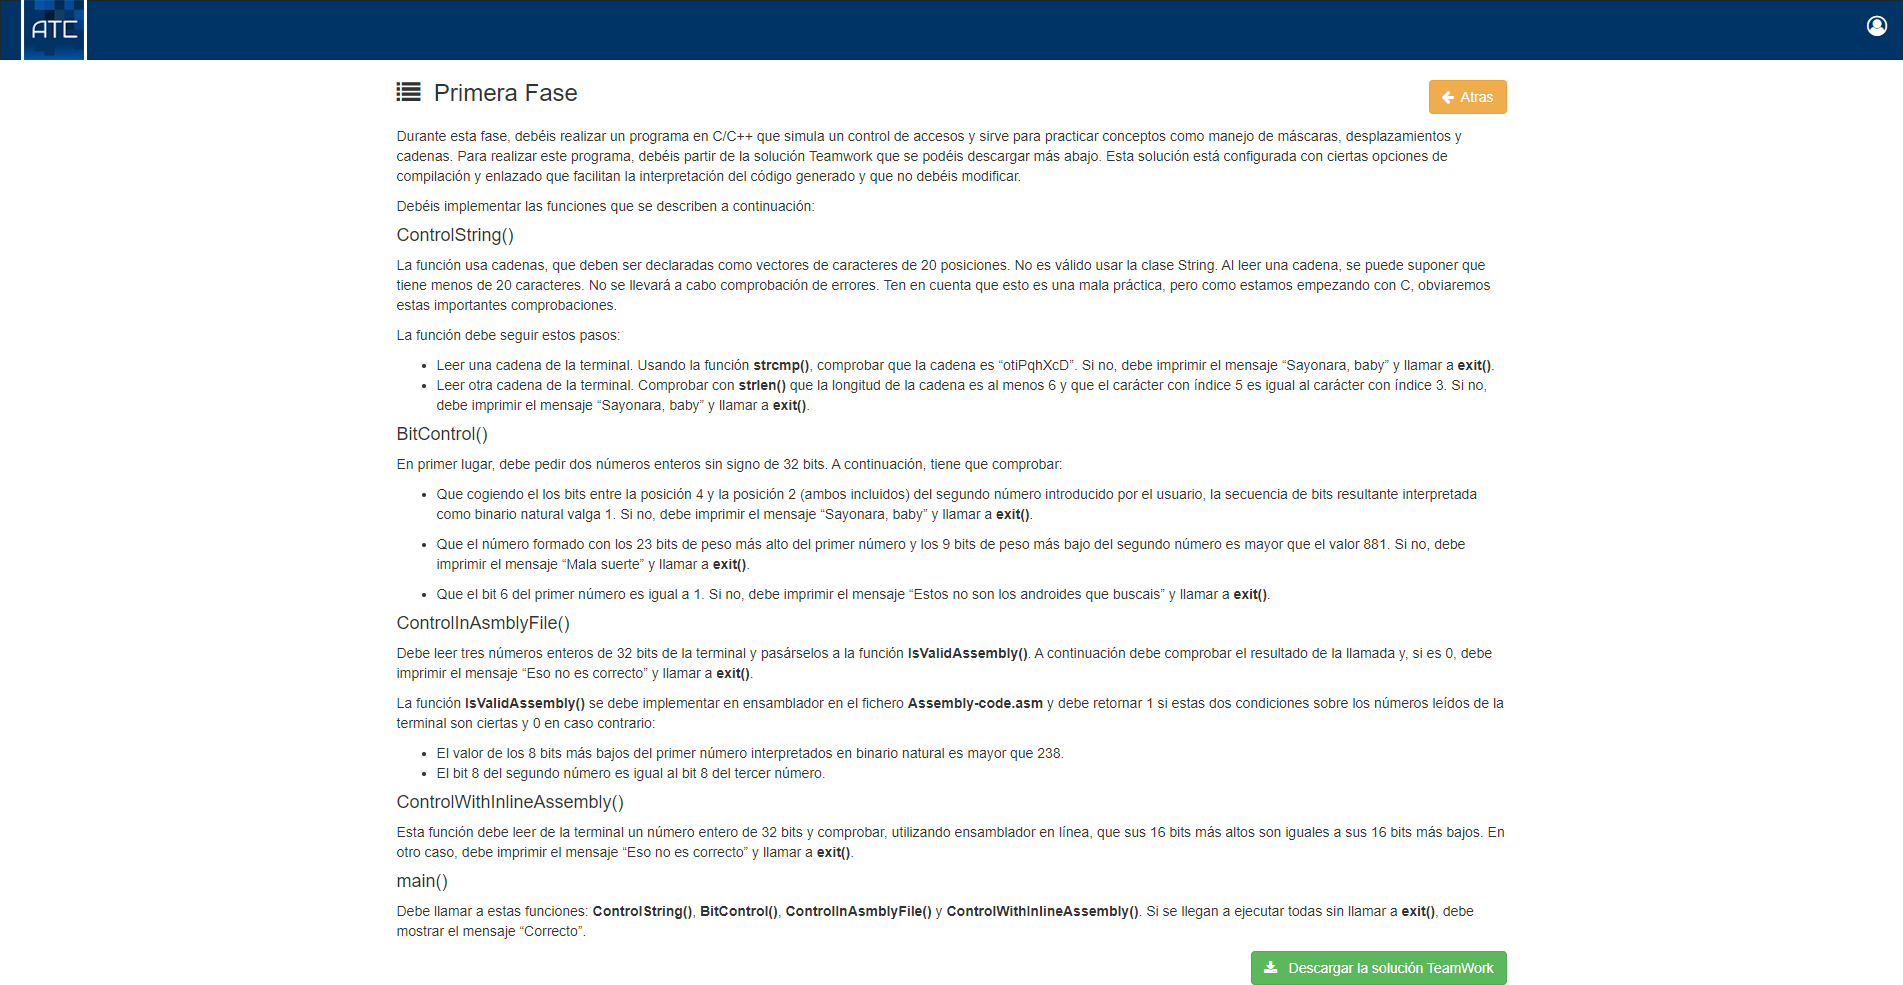 ATC
Primera Fase
Atras
Durante esta fase, debéis realizar un programa en C/C++ que simula un control de accesos y sirve para practicar conceptos como manejo de máscaras, desplazamientos y
cadenas. Para realizar este programa, debéis partir de la solución Teamwork que se podéis descargar más abajo. Esta solución está configurada con ciertas opciones de
compilación y enlazado que facilitan la interpretación del código generado y que no debéis modificar.
Debéis implementar las funciones que se describen a continuación:
ControlString()
La función usa cadenas, que deben ser declaradas como vectores de caracteres de 20 posiciones. No es válido usar la clase String. Al leer una cadena, se puede suponer que
tiene menos de 20 caracteres. No se llevará a cabo comprobación de errores. Ten en cuenta que esto es una mala práctica, pero como estamos empezando con C, obviaremos
estas importantes comprobaciones.
La función debe seguir estos pasos:
• Leer una cadena de la terminal. Usando la función strcmp(), comprobar que la cadena es “otiPqhXcD”. Si no, debe imprimir el mensaje “Sayonara, baby” y llamar a exit().
• Leer otra cadena de la terminal. Comprobar con strlen() que la longitud de la cadena es al menos 6 y que el carácter con índice 5 es igual al carácter con índice 3. Si no,
debe imprimir el mensaje “Sayonara, baby” y llamar a exit().
BitControl()
En primer lugar, debe pedir dos números enteros sin signo de 32 bits. A continuación, tiene que comprobar:
• Que cogiendo el los bits entre la posición 4 y la posición 2 (ambos incluidos) del segundo número introducido por el usuario, la secuencia de bits resultante interpretada
como binario natural valga 1. Si no, debe imprimir el mensaje “Sayonara, baby” y llamar a exit().
• Que el número formado con los 23 bits de peso más alto del primer número y los 9 bits de peso más bajo del segundo número es mayor que el valor 881. Si no, debe
imprimir el mensaje “Mala suerte” y llamar a exit().
• Que el bit 6 del primer número es igual a 1. Si no, debe imprimir el mensaje “Estos no son los androides que buscais” y llamar a exit().
ControlInAsmblyFile()
Debe leer tres números enteros de 32 bits de la terminal y pasárselos a la función IsValidAssembly(). A continuación debe comprobar el resultado de la llamada y, si es 0, debe
imprimir el mensaje “Eso no es correcto” y llamar a exit().
La función IsValidAssembly() se debe implementar en ensamblador en el fichero Assembly-code.asm y debe retornar 1 si estas dos condiciones sobre los números leídos de la
terminal son ciertas y 0 en caso contrario:
• El valor de los 8 bits más bajos del primer número interpretados en binario natural es mayor que 238.
• El bit 8 del segundo número es igual al bit 8 del tercer número.
ControlWithInlineAssembly()
Esta función debe leer de la terminal un número entero de 32 bits y comprobar, utilizando ensamblador en línea, que sus 16 bits más altos son iguales a sus 16 bits más bajos. En
otro caso, debe imprimir el mensaje “Eso no es correcto” y llamar a exit().
main()
Debe llamar a estas funciones: ControlString(), BitControl(), ControlInAsmblyFile() y ControlWithInlineAssembly(). Si se llegan a ejecutar todas sin llamar a exit(), debe
mostrar el mensaje “Correcto”.
Descargar la solución TeamWork